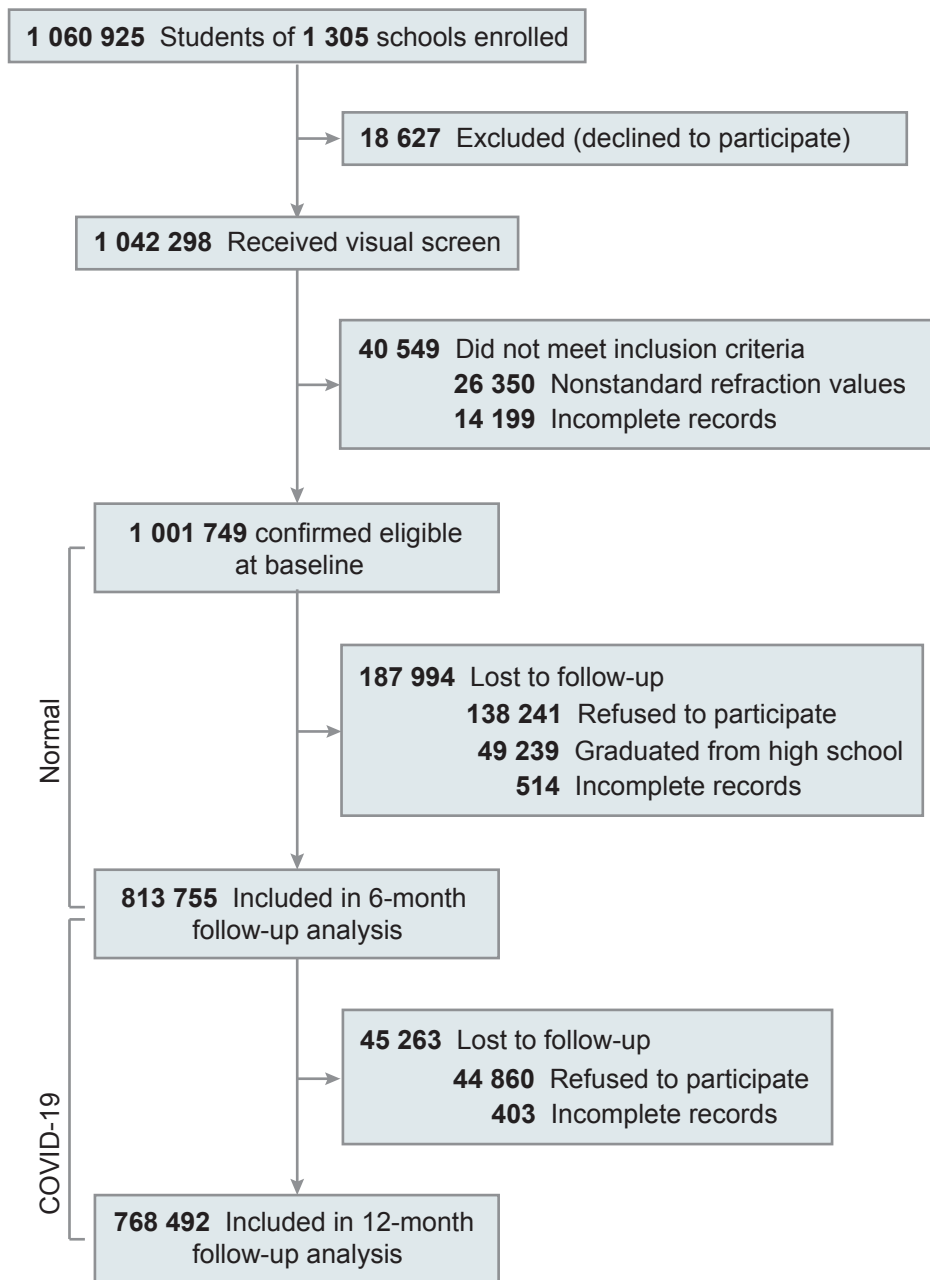 1 060 925 Students of 1 305 schools enrolled
18 627 Excluded (declined to participate)
1 042 298 Received visual screen
40 549 Did not meet inclusion criteria
26 350 Nonstandard refraction values
14 199 Incomplete records
1 001 749 confirmed eligible
at baseline
Normal
187 994 Lost to follow-up
138 241 Refused to participate
49 239 Graduated from high school
514 Incomplete records
813 755 Included in 6-month
follow-up analysis
COVID-19
45 263 Lost to follow-up
44 860 Refused to participate
403 Incomplete records
768 492 Included in 12-month
follow-up analysis